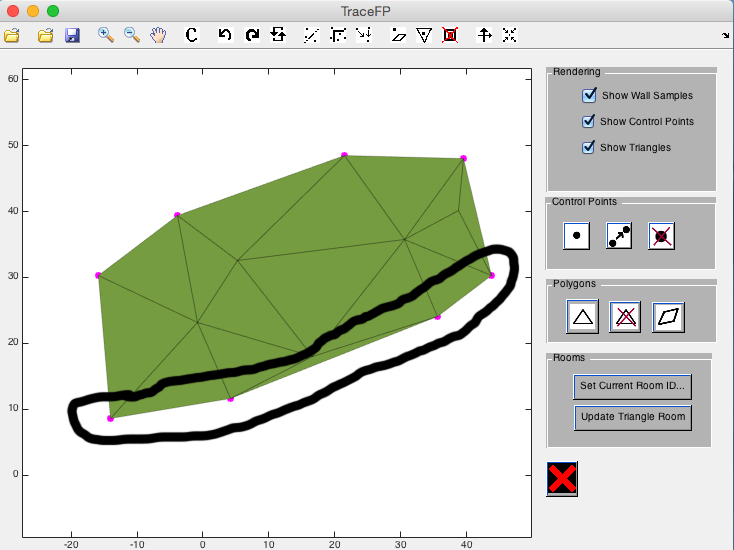 TraceFP
C
Rendering
Show Wall Samples
Show Control Points
Show Triangles
Control Points
Polygons
Rooms
Set Current Room ID...
Update Triangle Room
60
50
40
30
20
10
0
-20 -10 0 10 20 30 40